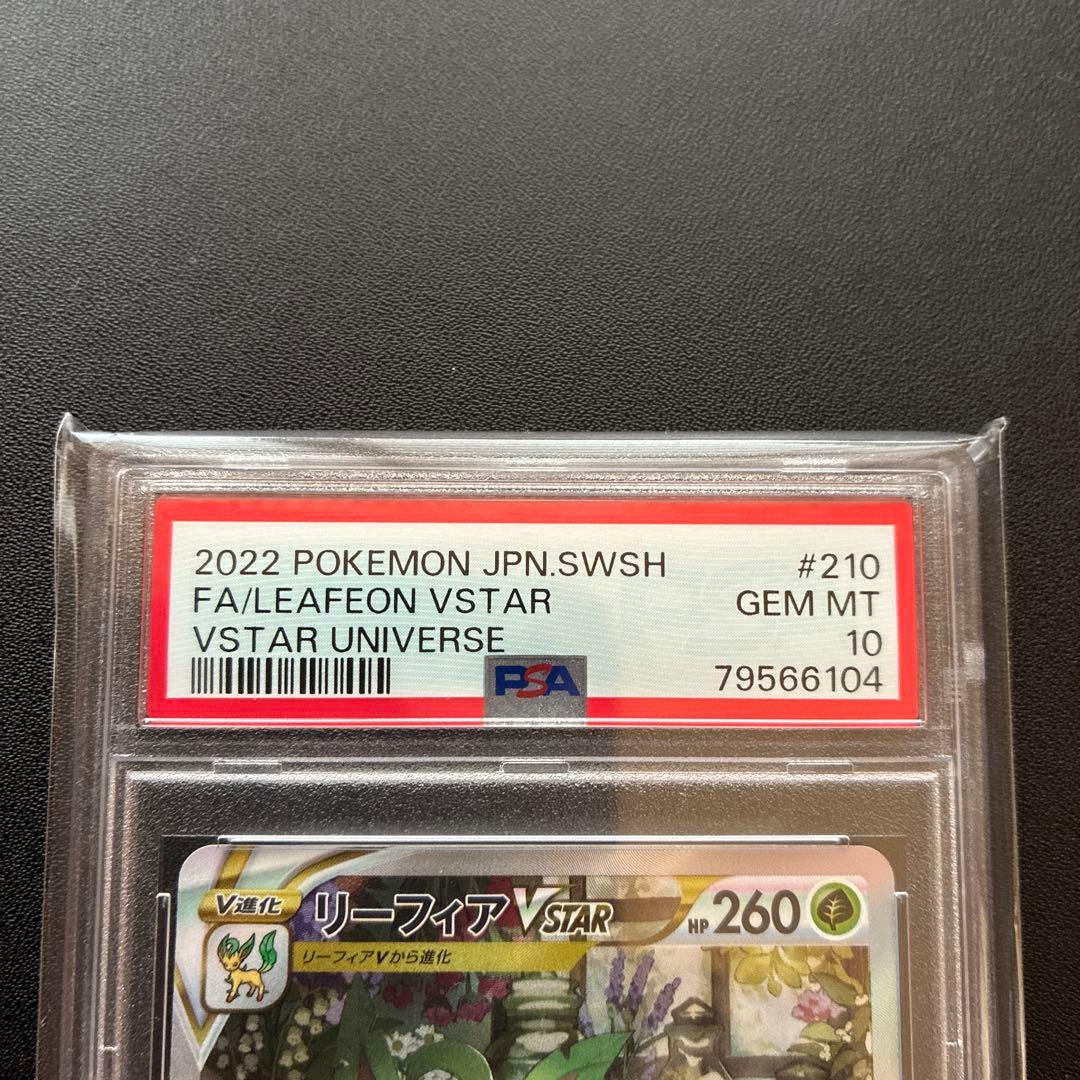 2022 POKEMON JPN.SWSH #210
FA/LEAFEON VSTAR GEM MT
VSTAR UNIVERSE 10
PSA 79566104
V進化 リーフィアVSTAR HP 260
リーフィアVから進化